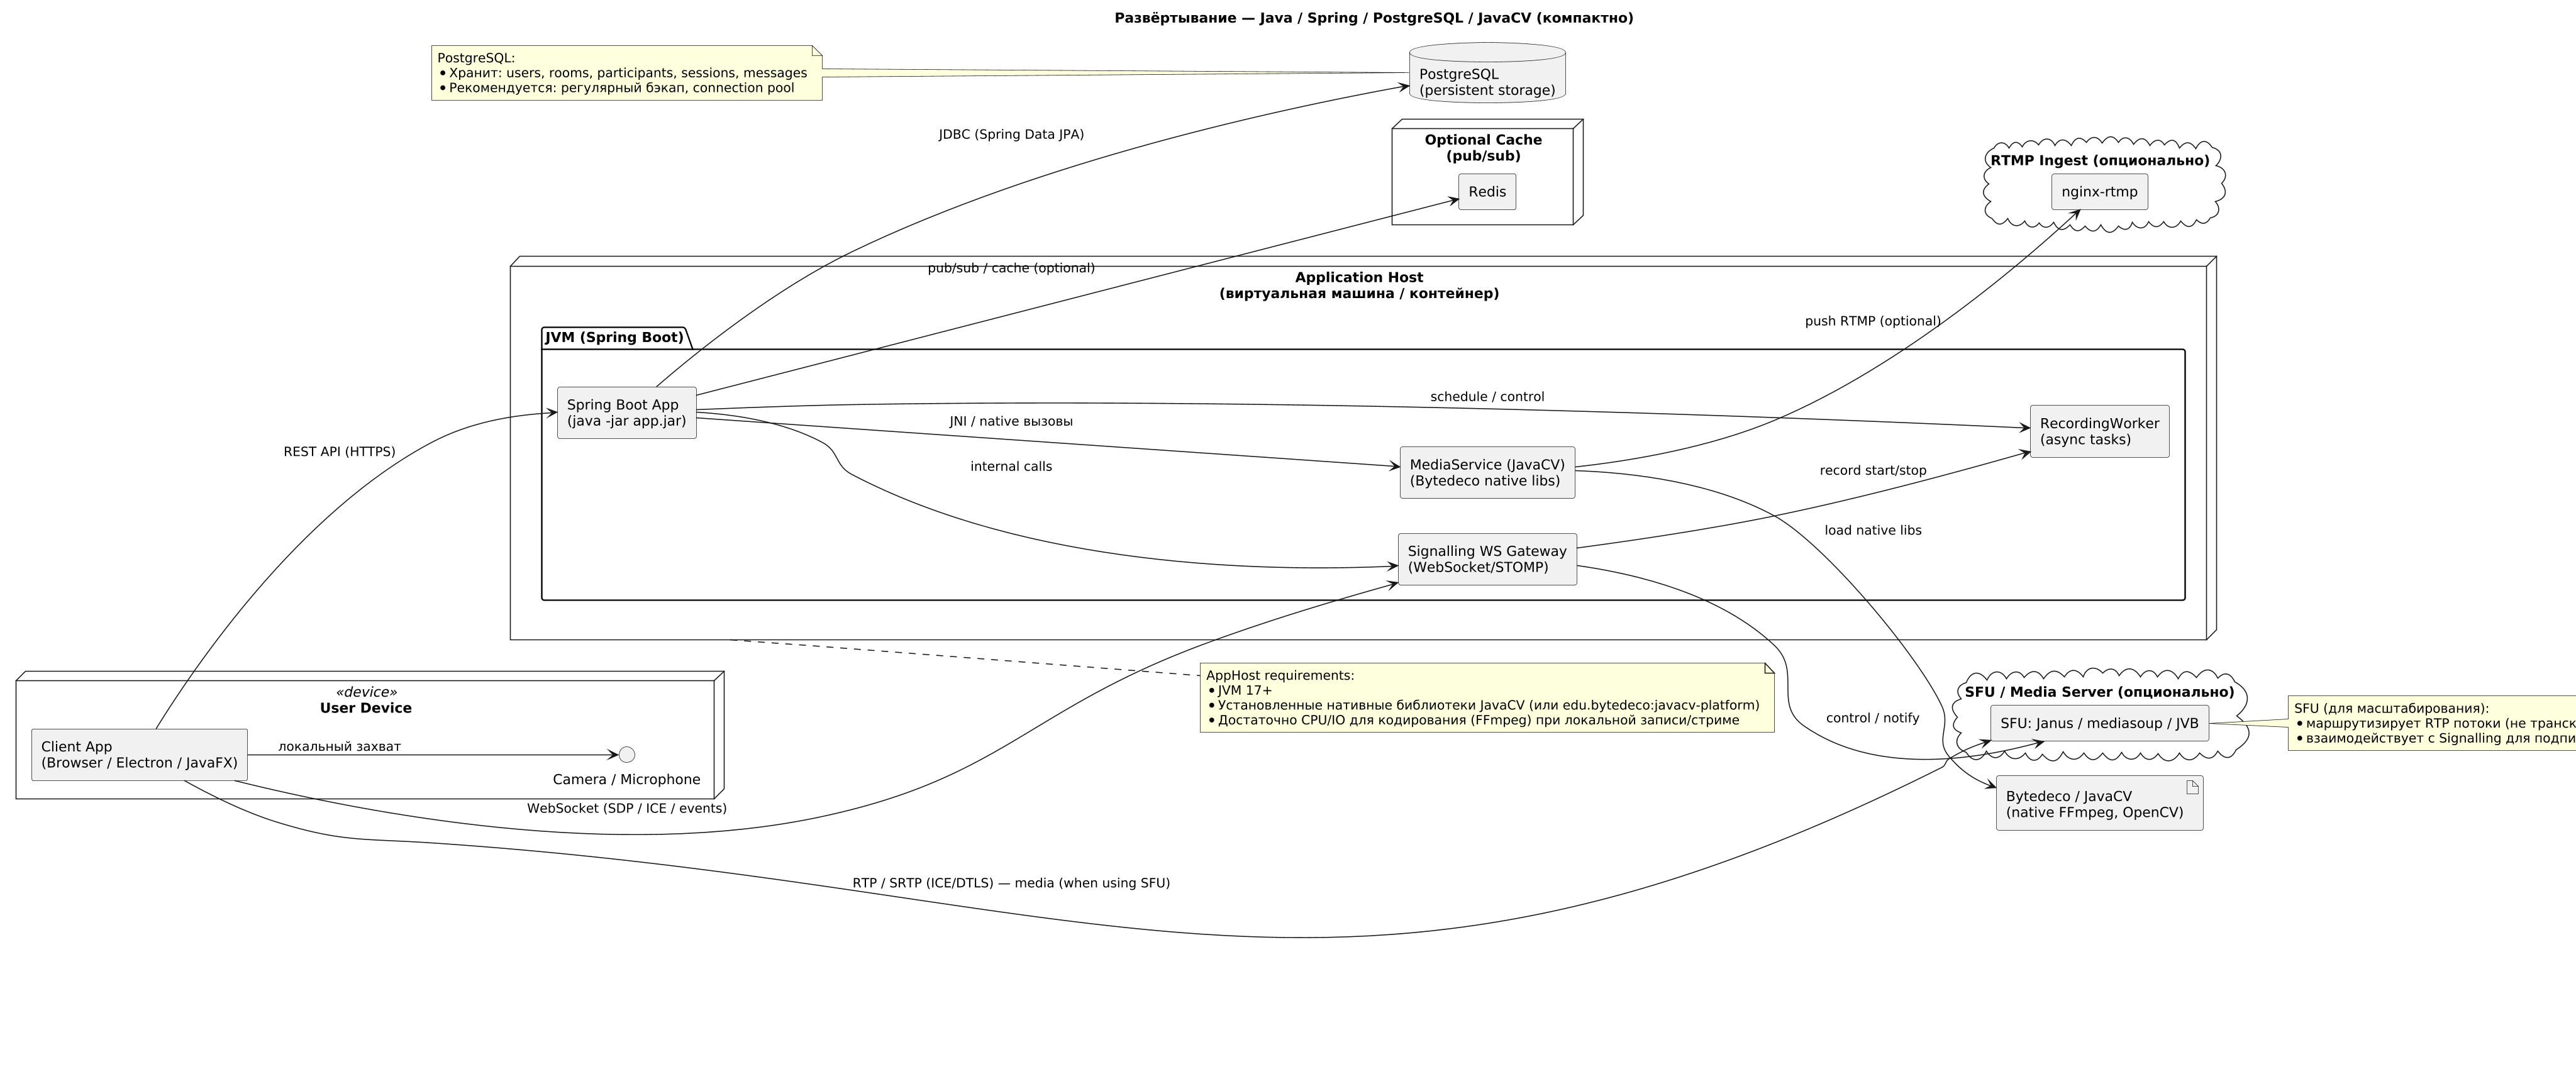 Развёртывание — Java / Spring / PostgreSQL / JavaCV (компактно)
PostgreSQL:
• Хранит: users, rooms, participants, sessions, messages
• Рекомендуется: регулярный бэкап, connection pool
PostgreSQL
(persistent storage)
JDBC (Spring Data JPA)
Optional Cache
(pub/sub)
Redis
RTMP Ingest (опционально)
nginx-rtmp
pub/sub / cache (optional)
Application Host
(виртуальная машина / контейнер)
push RTMP (optional)
JVM (Spring Boot)
Spring Boot App
(java -jar app.jar)
schedule / control
JNI / native вызовы
internal calls
RecordingWorker
(async tasks)
MediaService (JavaCV)
(Bytedeco native libs)
record start/stop
REST API (HTTPS)
load native libs
Signalling WS Gateway
(WebSocket/STOMP)
«device»
User Device
Client App
(Browser / Electron / JavaFX)
локальный захват
Camera / Microphone
AppHost requirements:
• JVM 17+
• Установленные нативные библиотеки JavaCV (или edu.bytedeco:javacv-platform)
• Достаточно CPU/IO для кодирования (FFmpeg) при локальной записи/стриме
control / notify
SFU / Media Server (опционально)
SFU: Janus / mediasoup / JVB
SFU (для масштабирования):
• маршрутизирует RTP потоки (не
• взаимодействует с Signalling для
WebSocket (SDP / ICE / events)
Bytedeco / JavaCV
(native FFmpeg, OpenCV)
RTP / SRTP (ICE/DTLS) — media (when using SFU)